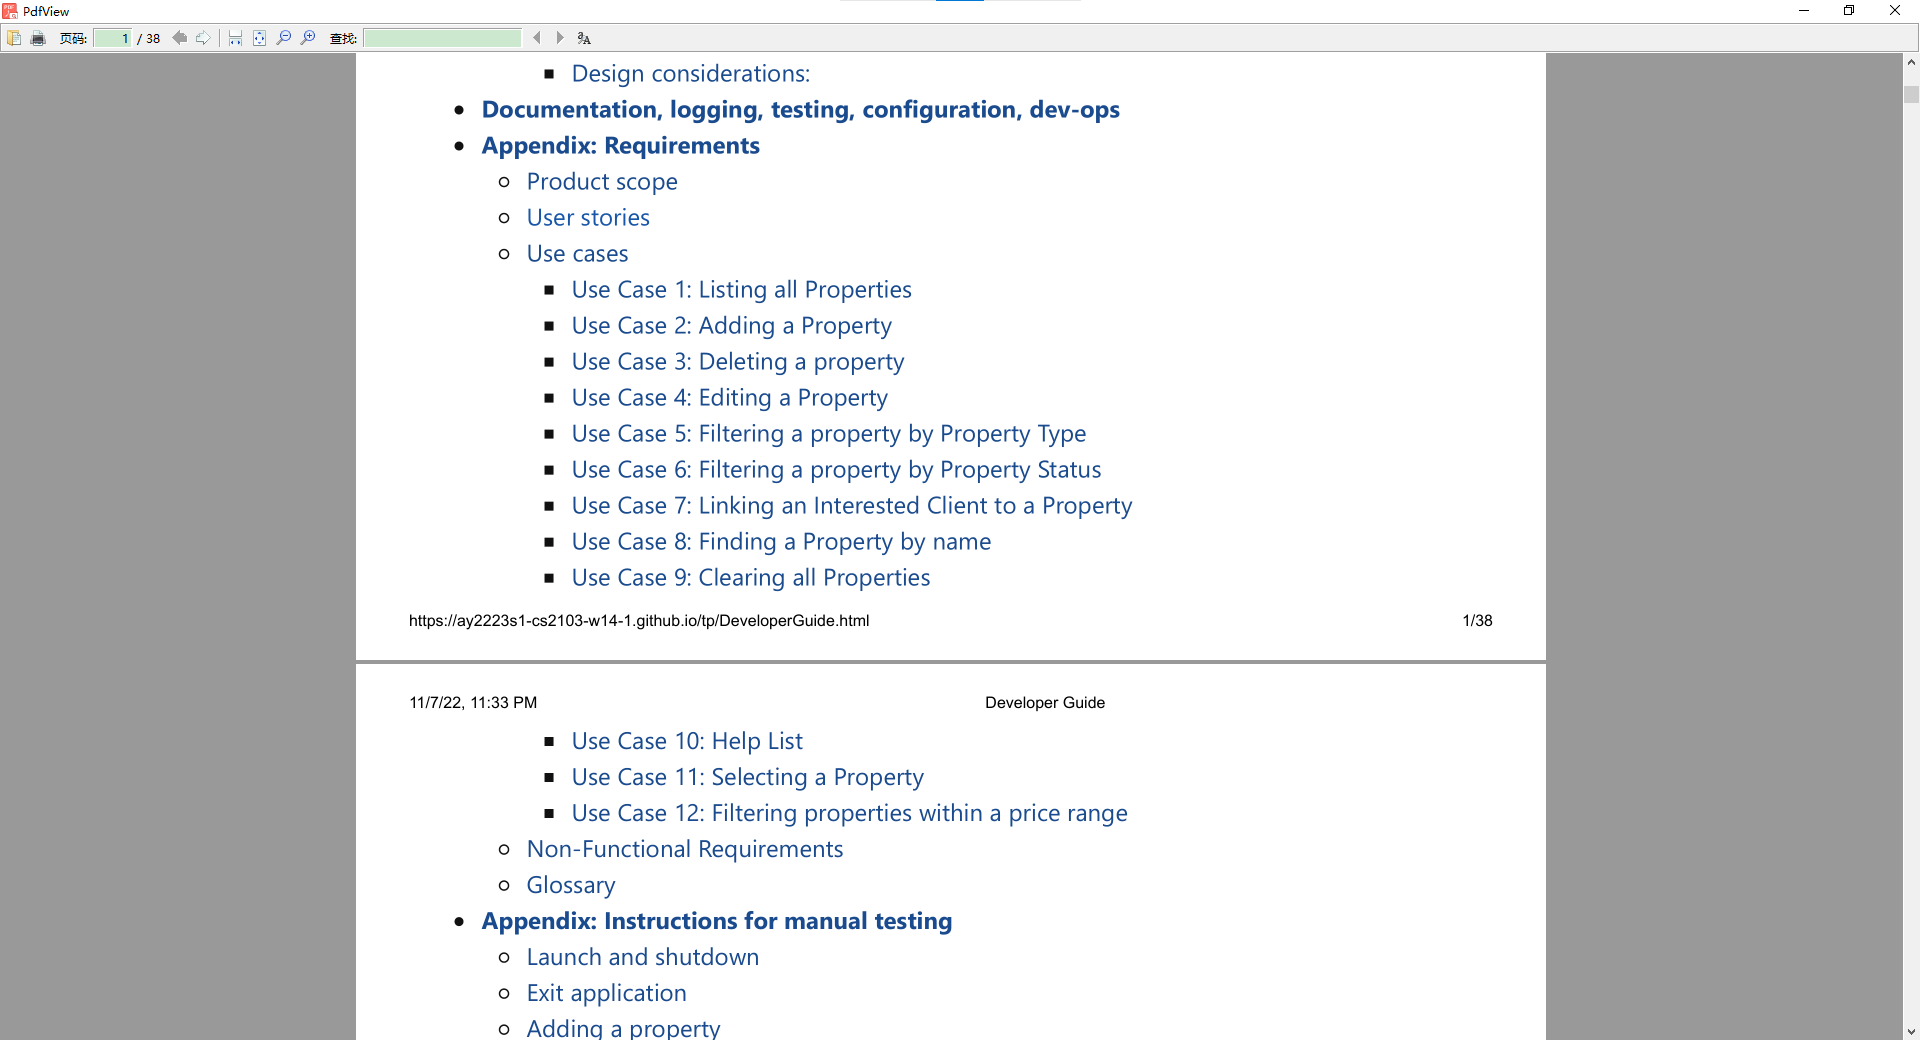 PdfView
页码: 1 / 38 查找:
Design considerations:
Documentation, logging, testing, configuration, dev-ops
Appendix: Requirements
Product scope
User stories
Use cases
Use Case 1: Listing all Properties
Use Case 2: Adding a Property
Use Case 3: Deleting a property
Use Case 4: Editing a Property
Use Case 5: Filtering a property by Property Type
Use Case 6: Filtering a property by Property Status
Use Case 7: Linking an Interested Client to a Property
Use Case 8: Finding a Property by name
Use Case 9: Clearing all Properties
https://ay2223s1-cs2103-w14-1.github.io/tp/DeveloperGuide.html 1/38
11/7/22, 11:33 PM Developer Guide
Use Case 10: Help List
Use Case 11: Selecting a Property
Use Case 12: Filtering properties within a price range
Non-Functional Requirements
Glossary
Appendix: Instructions for manual testing
Launch and shutdown
Exit application
Adding a property